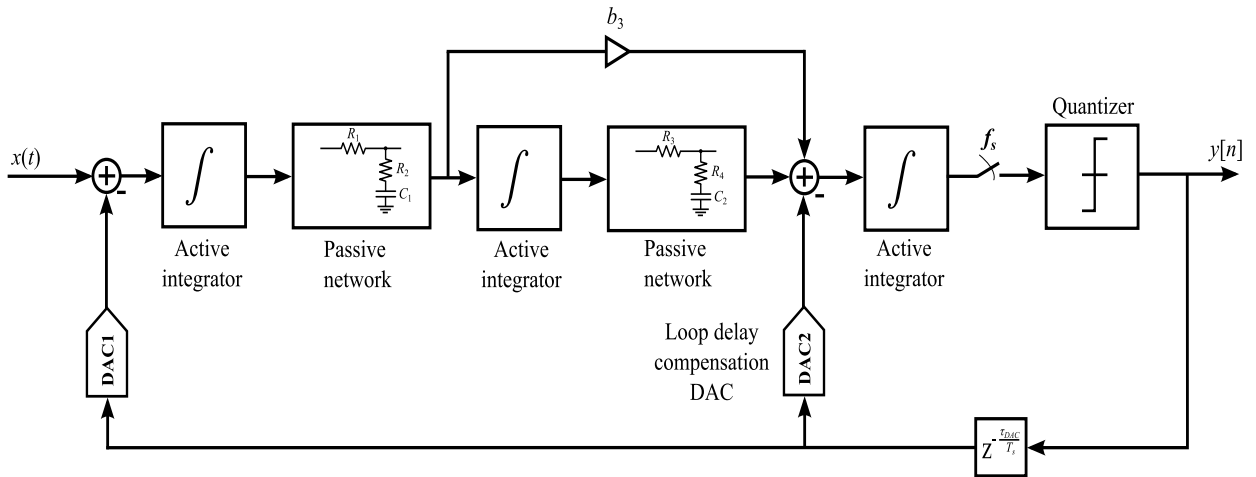 b₃
Quantizer
x(t)
+
-
∫
R₁
R₂
C₁
∫
R₃
R₄
C₂
+
-
∫
fₛ
y[n]
Active
integrator
Passive
network
Active
integrator
Passive
network
Active
integrator
DAC1
Loop delay
compensation
DAC
DAC2
Z^(-τ_DAC/Tₛ)